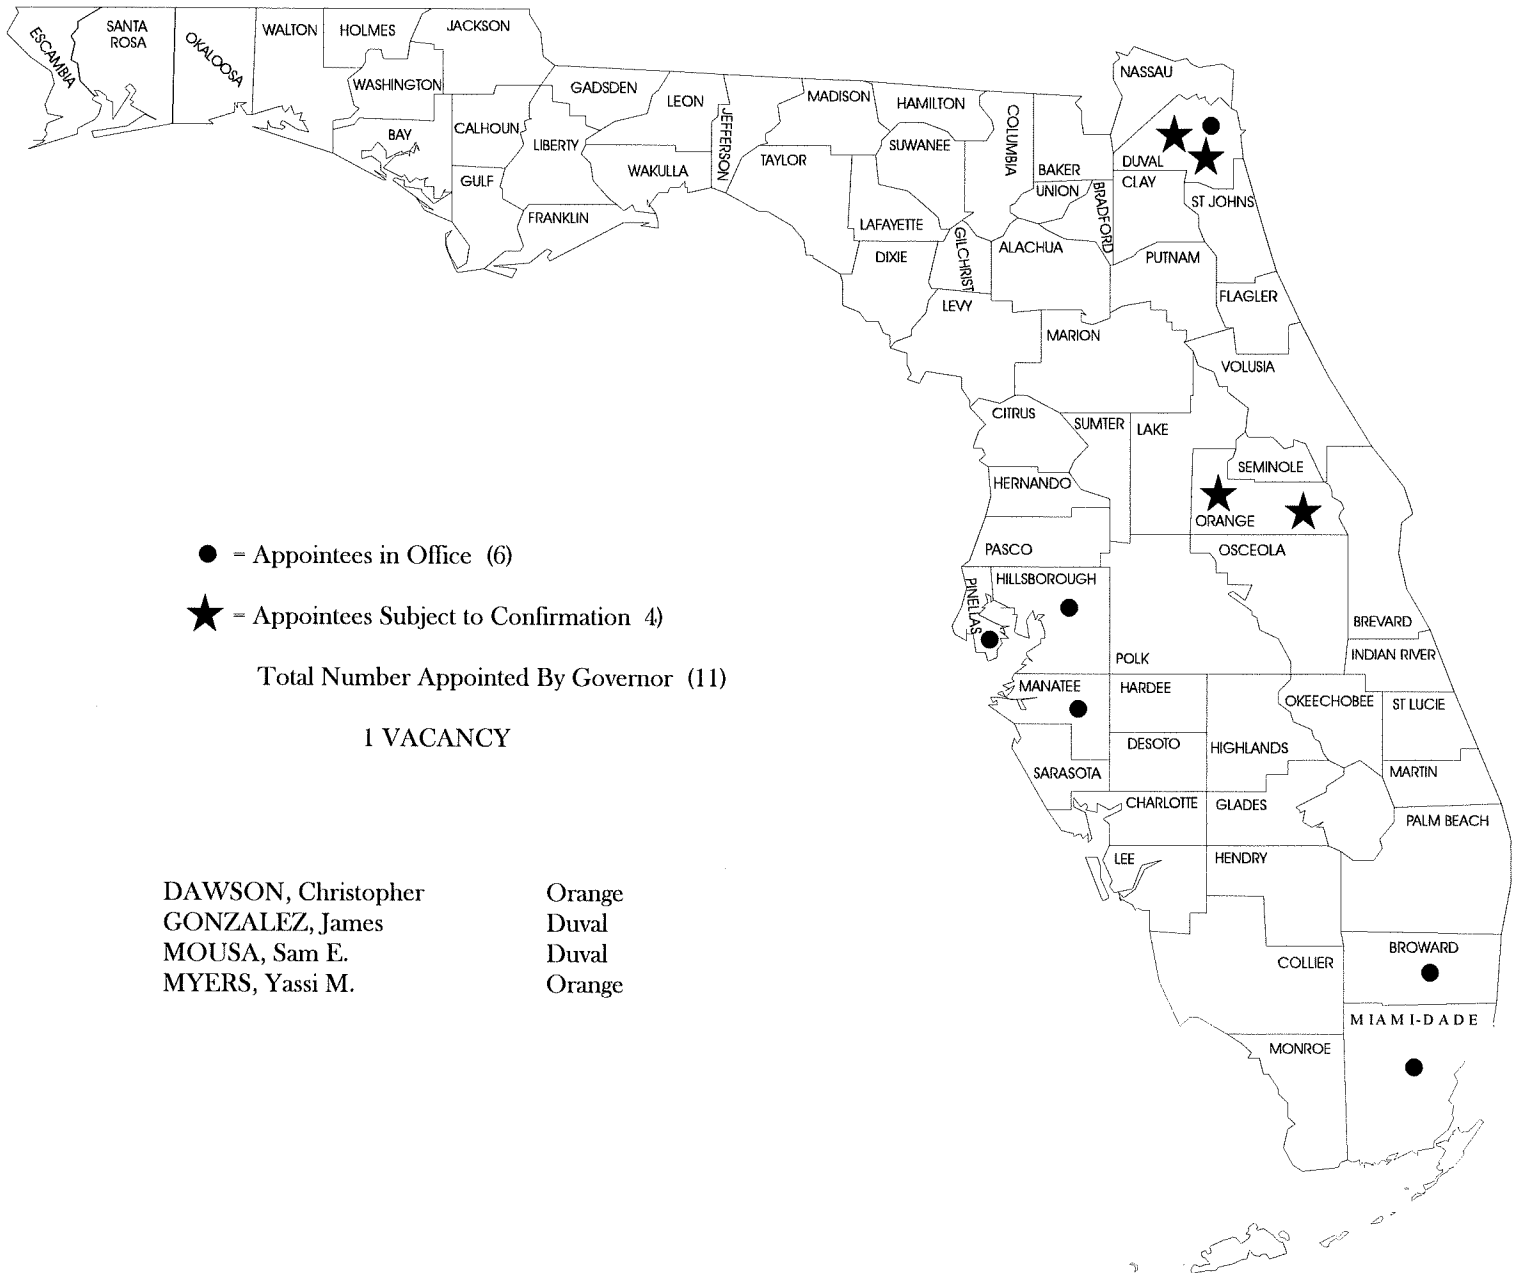 ESCAMBIA
SANTA
ROSA
OKALOOSA
WALTON
HOLMES
JACKSON
WASHINGTON
BAY
CALHOUN
GULF
GADSDEN
LIBERTY
FRANKLIN
LEON
WAKULLA
JEFFERSON
MADISON
TAYLOR
HAMILTON
SUWANEE
LAFAYETTE
DIXIE
COLUMBIA
GILCHRIST
LEVY
BAKER
UNION
BRADFORD
ALACHUA
NASSAU
DUVAL
CLAY
ST JOHNS
PUTNAM
FLAGLER
MARION
VOLUSIA
CITRUS
SUMTER
LAKE
SEMINOLE
HERNANDO
ORANGE
PASCO
OSCEOLA
HILLSBOROUGH
PINELLAS
BREVARD
INDIAN RIVER
POLK
MANATEE
HARDEE
OKEECHOBEE
ST LUCIE
DESOTO
HIGHLANDS
SARASOTA
MARTIN
CHARLOTTE
GLADES
PALM BEACH
LEE
HENDRY
COLLIER
BROWARD
MIAMI-DADE
MONROE
= Appointees in Office (6)
= Appointees Subject to Confirmation 4)
Total Number Appointed By Governor (11)
1 VACANCY
DAWSON, Christopher Orange
GONZALEZ, James Duval
MOUSA, Sam E. Duval
MYERS, Yassi M. Orange